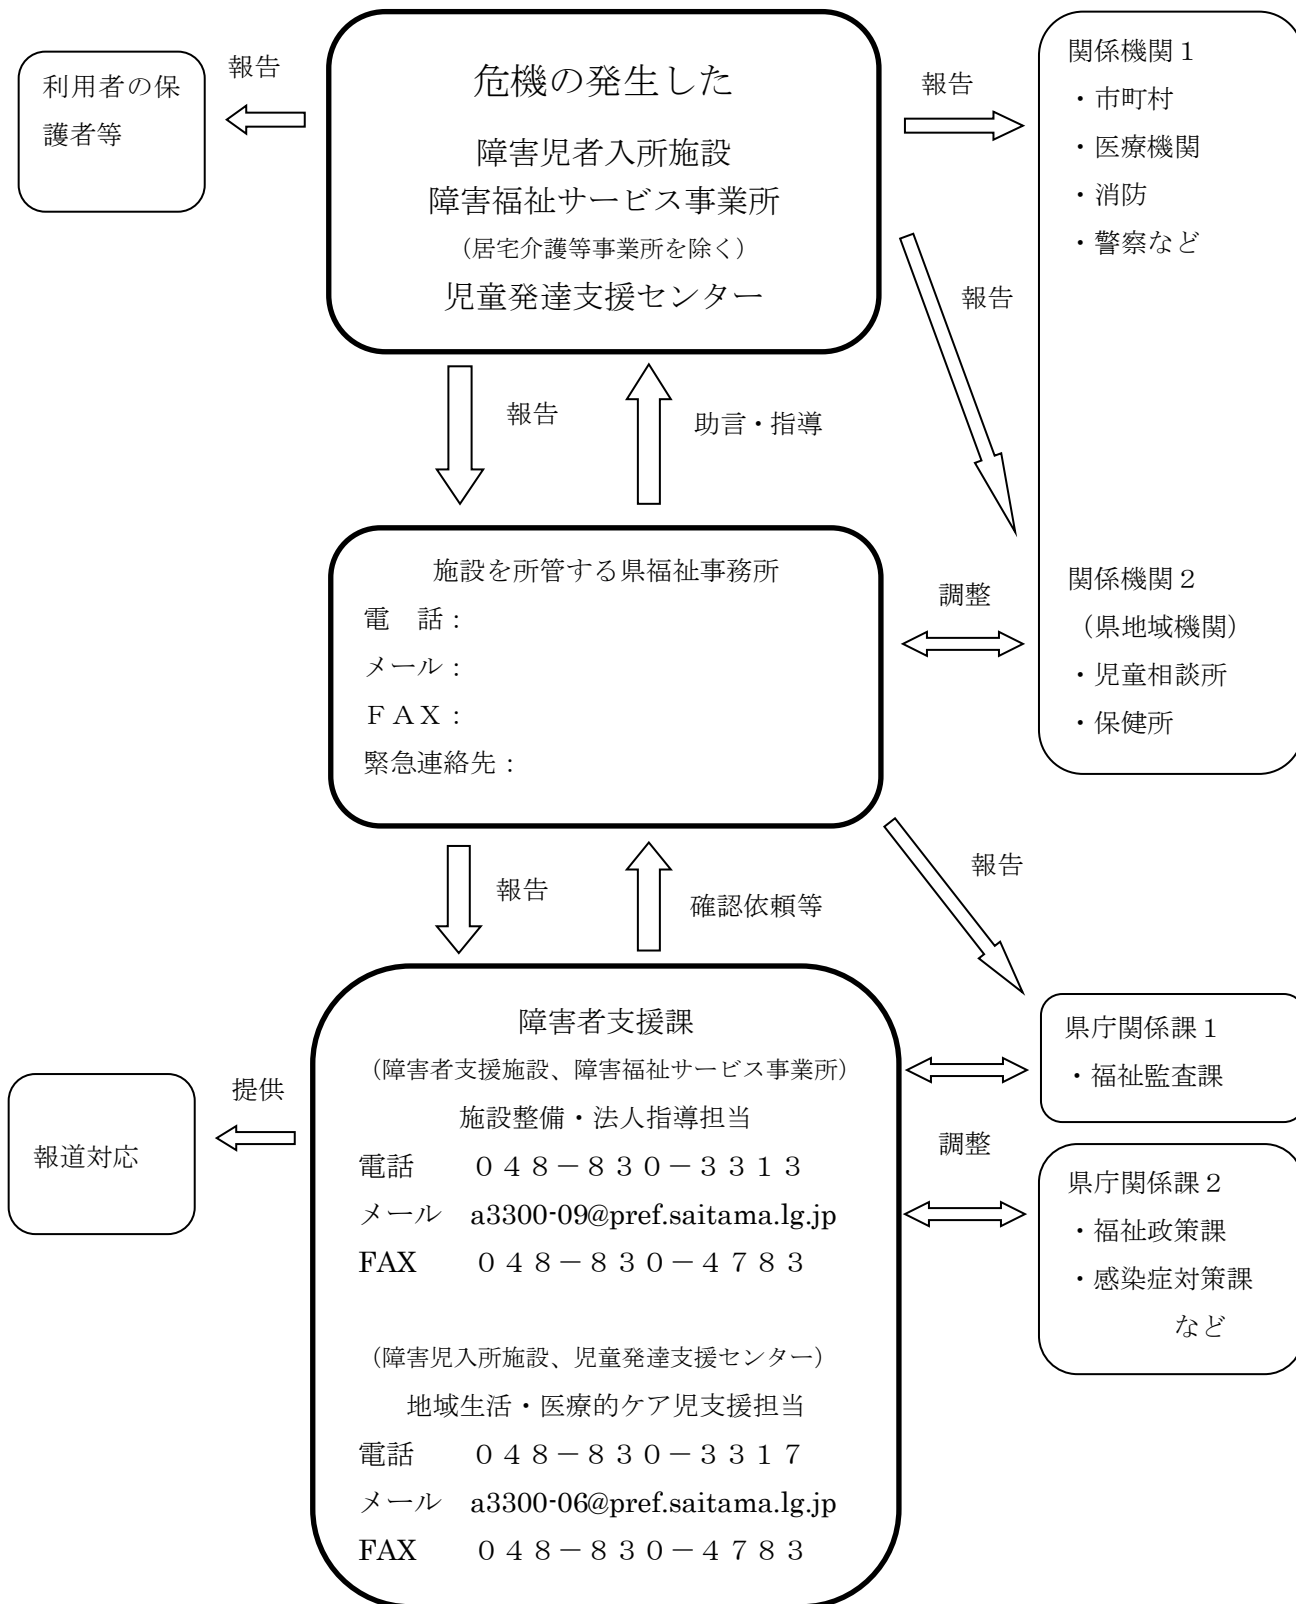 報告
利用者の保
護者等
危機の発生した
障害児者入所施設
障害福祉サービス事業所
（居宅介護等事業所を除く）
児童発達支援センター
報告
関係機関１
・市町村
・医療機関
・消防
・警察など
報告
報告
助言・指導
施設を所管する県福祉事務所
電　話：
メール：
ＦＡＸ：
緊急連絡先：
調整
関係機関２
（県地域機関）
・児童相談所
・保健所
報告
確認依頼等
報告
障害者支援課
（障害者支援施設、障害福祉サービス事業所）
施設整備・法人指導担当
電話　　０４８－８３０－３３１３
メール　a3300-09@pref.saitama.lg.jp
FAX　　０４８－８３０－４７８３
（障害児入所施設、児童発達支援センター）
地域生活・医療的ケア児支援担当
電話　　０４８－８３０－３３１７
メール　a3300-06@pref.saitama.lg.jp
FAX　　０４８－８３０－４７８３
提供
報道対応
県庁関係課１
・福祉監査課
調整
県庁関係課２
・福祉政策課
・感染症対策課
など